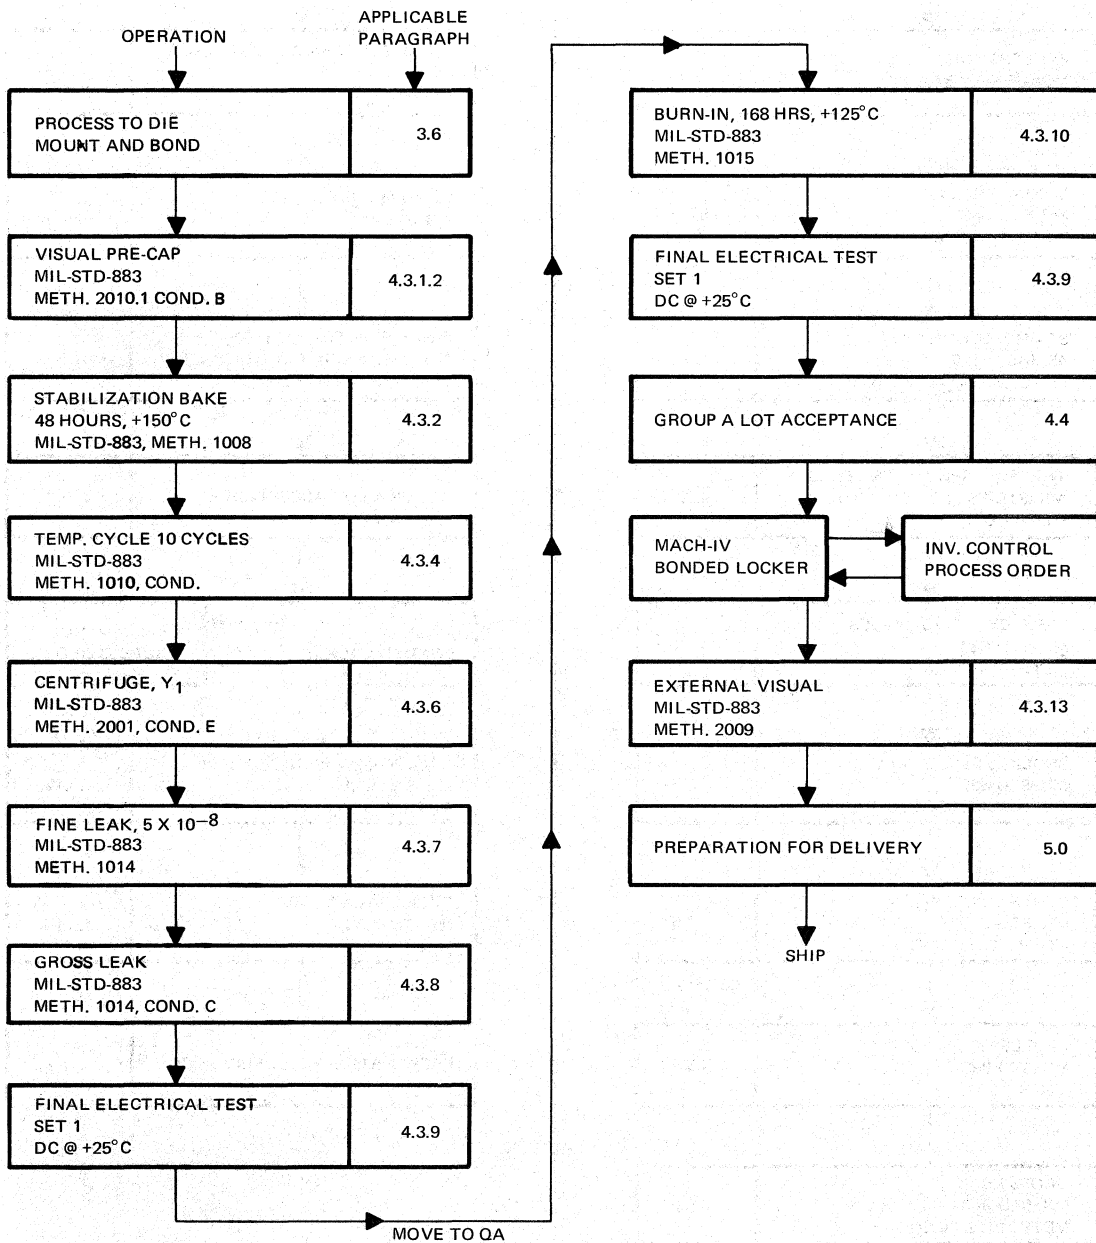 OPERATION
APPLICABLE
PARAGRAPH
PROCESS TO DIE
MOUNT AND BOND
3.6
VISUAL PRE-CAP
MIL-STD-883
METH. 2010.1 COND. B
4.3.1.2
STABILIZATION BAKE
48 HOURS, +150°C
MIL-STD-883, METH. 1008
4.3.2
TEMP. CYCLE 10 CYCLES
MIL-STD-883
METH. 1010, COND.
4.3.4
CENTRIFUGE, Y1
MIL-STD-883
METH. 2001, COND. E
4.3.6
FINE LEAK, 5 X 10−8
MIL-STD-883
METH. 1014
4.3.7
GROSS LEAK
MIL-STD-883
METH. 1014, COND. C
4.3.8
FINAL ELECTRICAL TEST
SET 1
DC @ +25°C
4.3.9
MOVE TO QA
BURN-IN, 168 HRS, +125°C
MIL-STD-883
METH. 1015
4.3.10
FINAL ELECTRICAL TEST
SET 1
DC @ +25°C
4.3.9
GROUP A LOT ACCEPTANCE
4.4
MACH-IV
BONDED LOCKER
INV. CONTROL
PROCESS ORDER
EXTERNAL VISUAL
MIL-STD-883
METH. 2009
4.3.13
PREPARATION FOR DELIVERY
5.0
SHIP